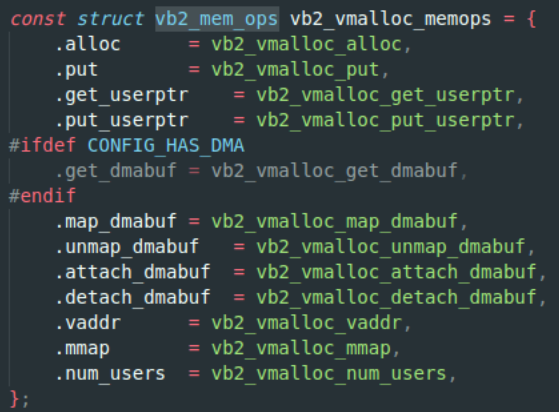 const struct vb2_mem_ops vb2_vmalloc_memops = {
    .alloc      = vb2_vmalloc_alloc,
    .put        = vb2_vmalloc_put,
    .get_userptr    = vb2_vmalloc_get_userptr,
    .put_userptr    = vb2_vmalloc_put_userptr,
#ifdef CONFIG_HAS_DMA
    .get_dmabuf = vb2_vmalloc_get_dmabuf,
#endif
    .map_dmabuf = vb2_vmalloc_map_dmabuf,
    .unmap_dmabuf   = vb2_vmalloc_unmap_dmabuf,
    .attach_dmabuf  = vb2_vmalloc_attach_dmabuf,
    .detach_dmabuf  = vb2_vmalloc_detach_dmabuf,
    .vaddr      = vb2_vmalloc_vaddr,
    .mmap       = vb2_vmalloc_mmap,
    .num_users  = vb2_vmalloc_num_users,
};